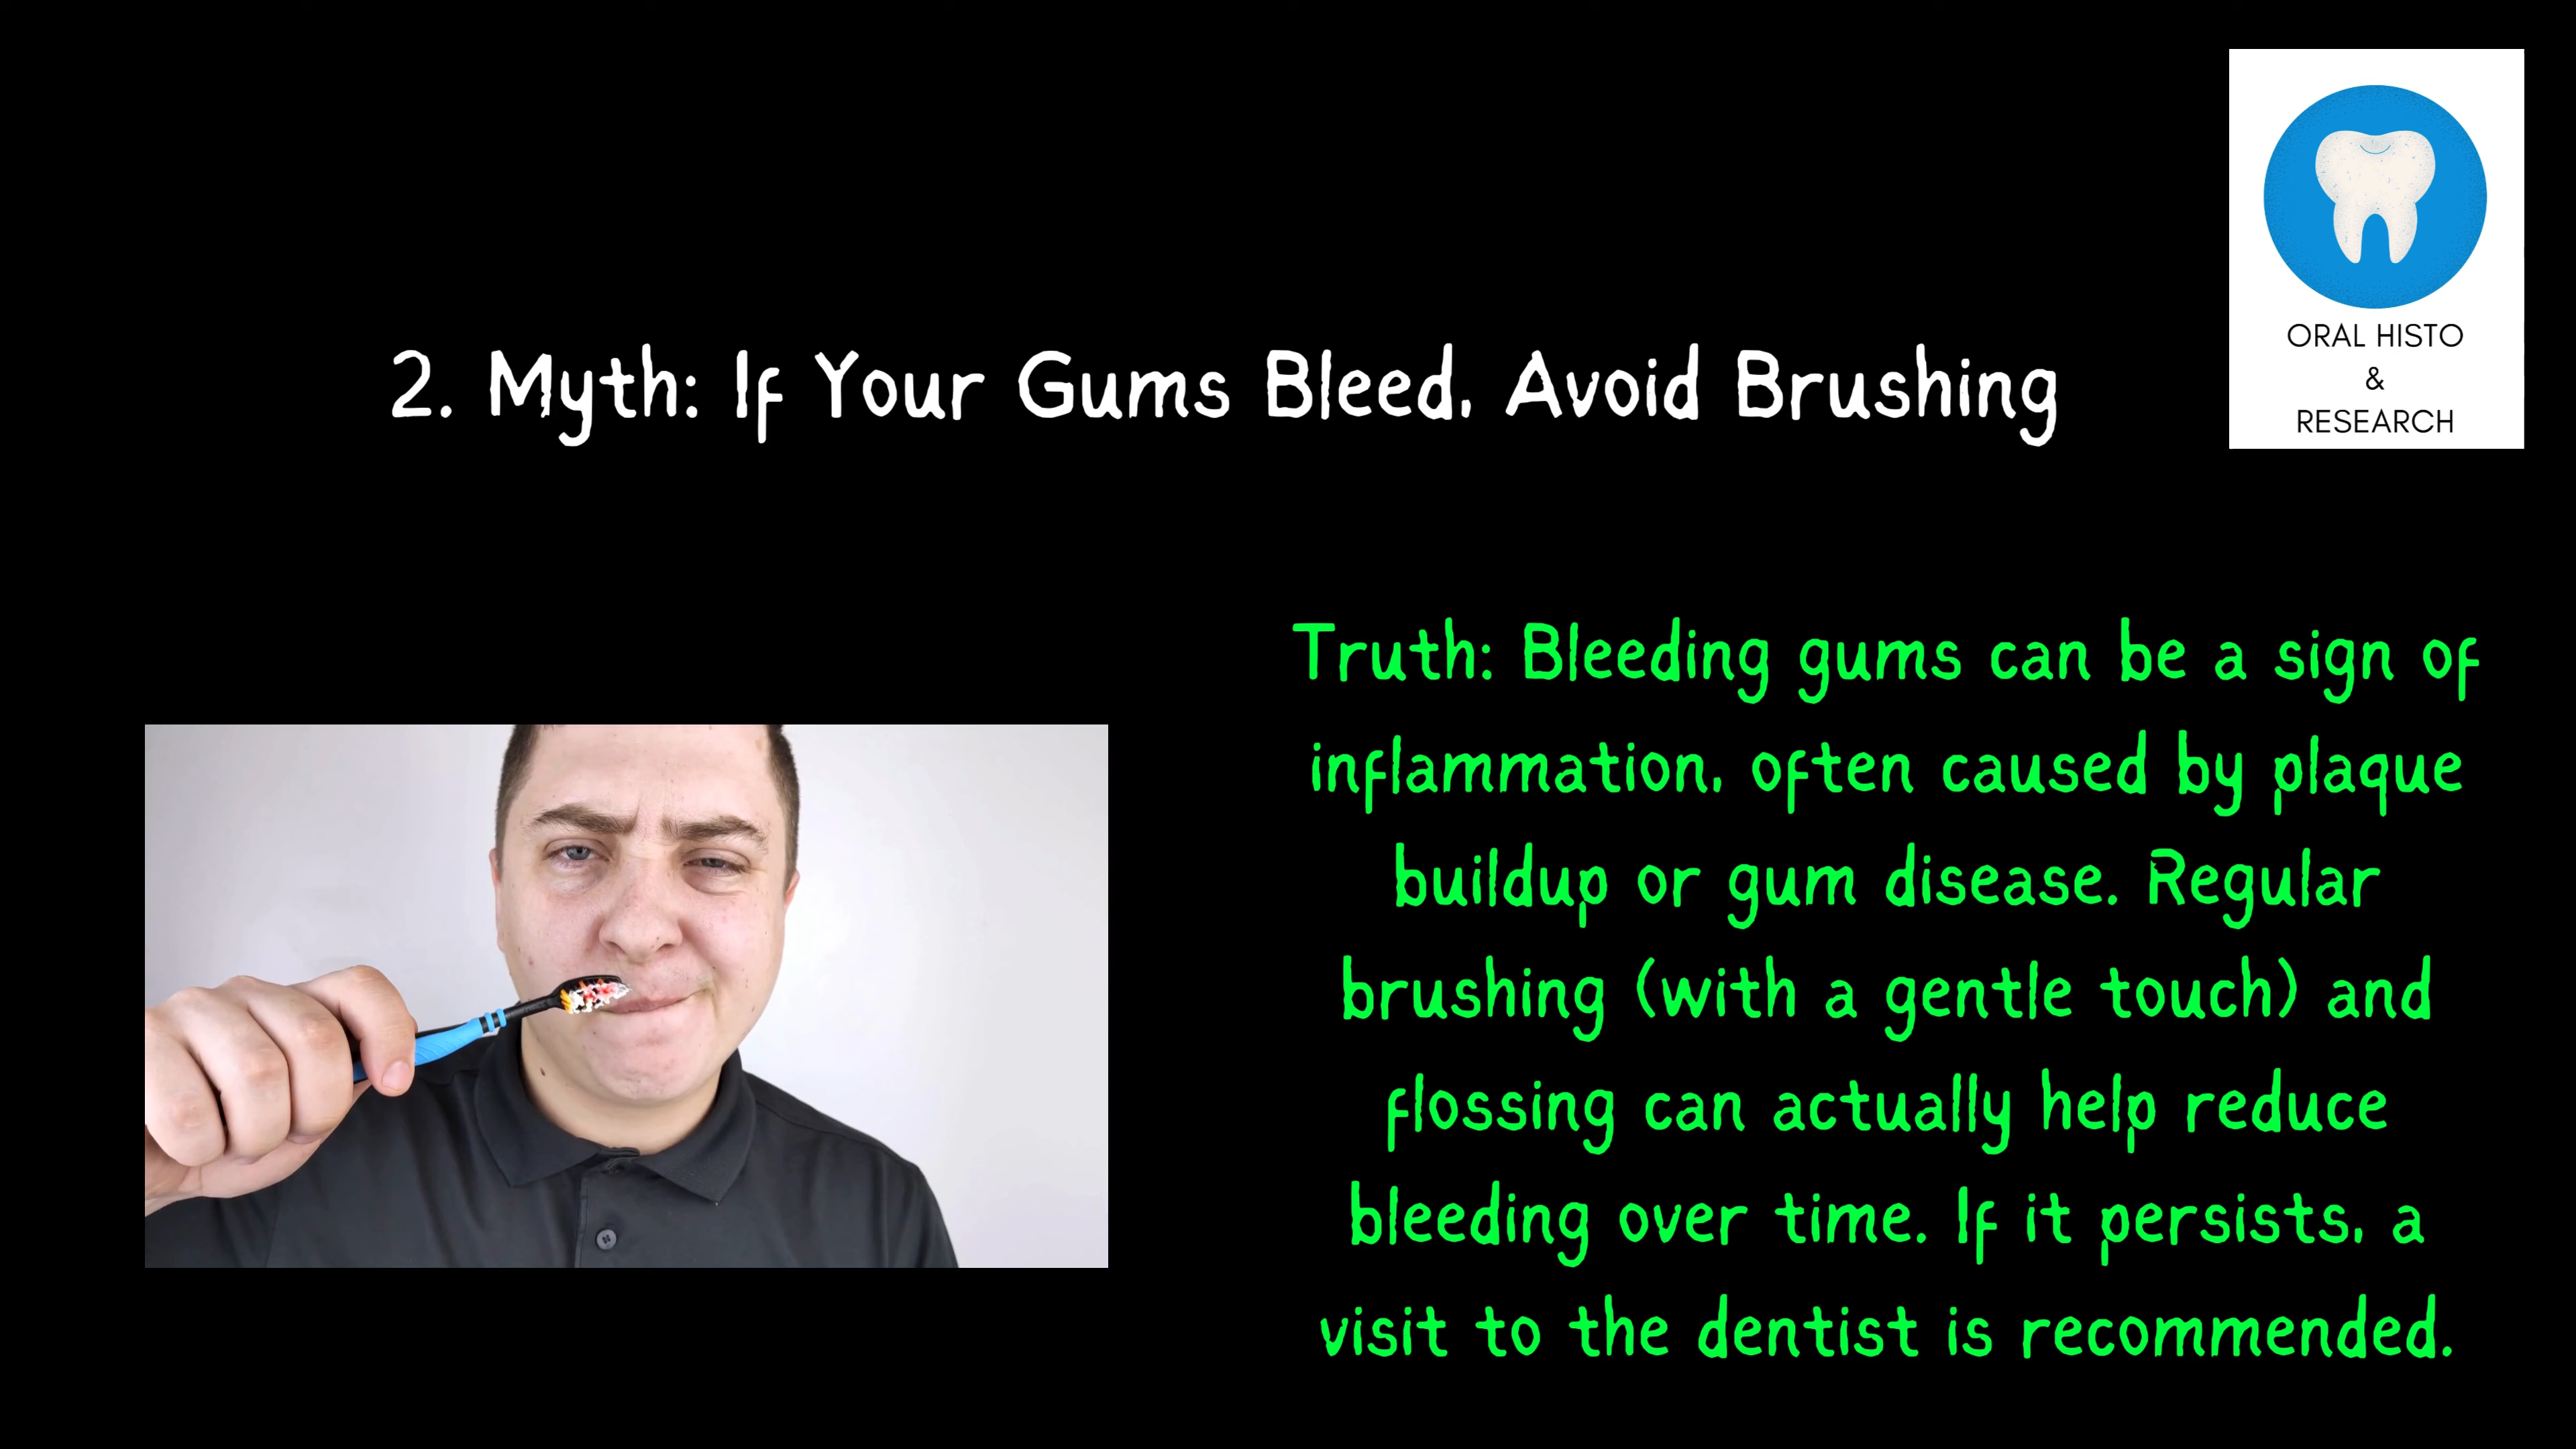 ORAL HISTO
&
RESEARCH
2. Myth: If Your Gums Bleed, Avoid Brushing
Truth: Bleeding gums can be a sign of
inflammation, often caused by plaque
buildup or gum disease. Regular
brushing (with a gentle touch) and
flossing can actually help reduce
bleeding over time. If it persists, a
visit to the dentist is recommended.